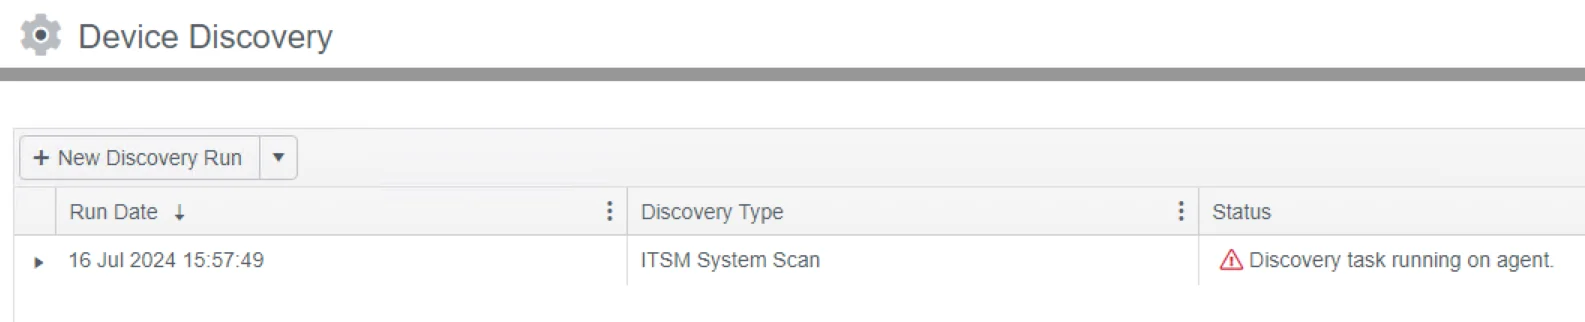 Device Discovery
+ New Discovery Run
Run Date ↓ Discovery Type Status
16 Jul 2024 15:57:49 ITSM System Scan Discovery task running on agent.